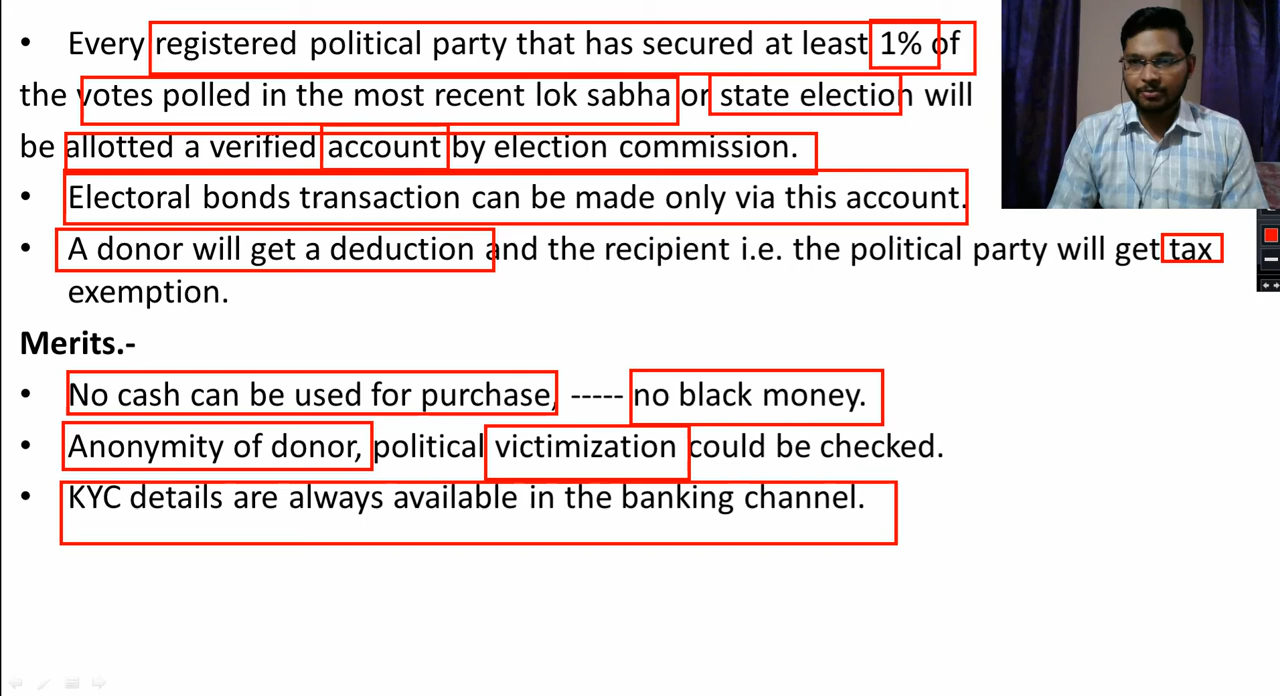 • Every registered political party that has secured at least 1% of
the votes polled in the most recent lok sabha or state election will
be allotted a verified account by election commission.
• Electoral bonds transaction can be made only via this account.
• A donor will get a deduction and the recipient i.e. the political party will get tax
exemption.
Merits.-
• No cash can be used for purchase, ----- no black money.
• Anonymity of donor, political victimization could be checked.
• KYC details are always available in the banking channel.